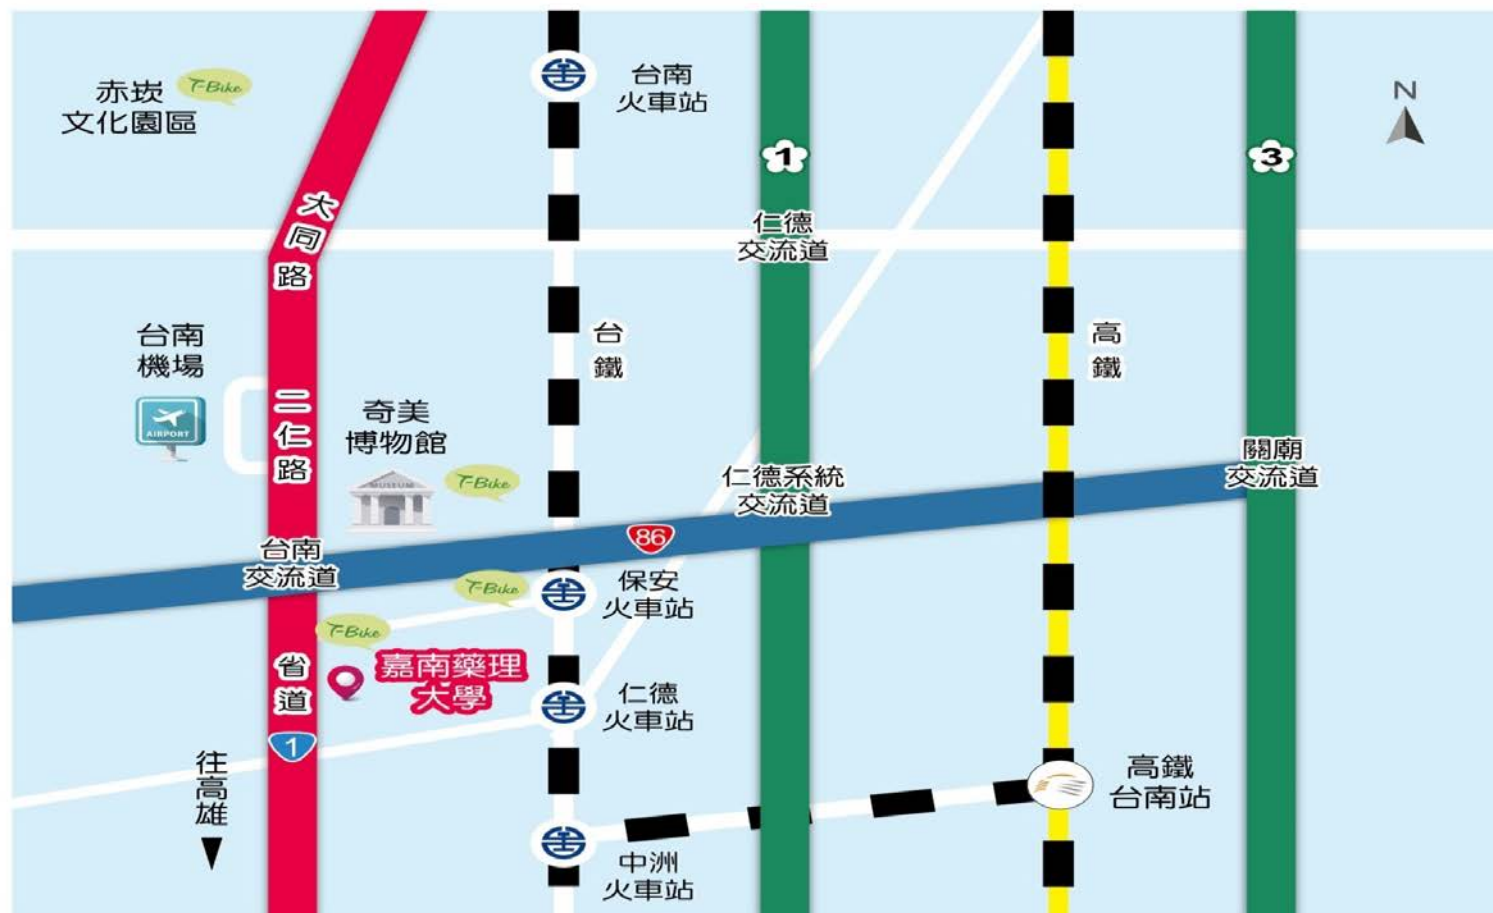 台南
火車站
N
赤崁
文化園區
T-Bike
1
3
大同路
仁德
交流道
台南
機場
AIRPORT
台鐵
高鐵
二仁路
奇美
博物館
MUSEUM
T-Bike
關廟
交流道
仁德系統
交流道
86
台南
交流道
T-Bike
保安
火車站
T-Bike
嘉南藥理
大學
省道
1
仁德
火車站
往高雄
高鐵
台南站
中洲
火車站